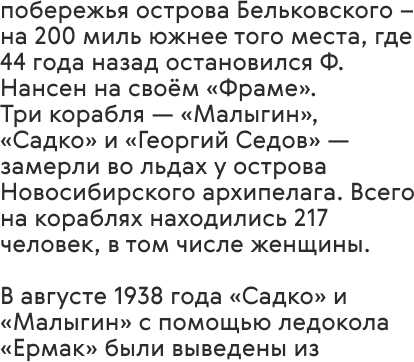 побережья острова Бельковского –
на 200 миль южнее того места, где
44 года назад остановился Ф.
Нансен на своём «Фраме».
Три корабля — «Малыгин»,
«Садко» и «Георгий Седов» —
замерли во льдах у острова
Новосибирского архипелага. Всего
на кораблях находились 217
человек, в том числе женщины.

В августе 1938 года «Садко» и
«Малыгин» с помощью ледокола
«Ермак» были выведены из